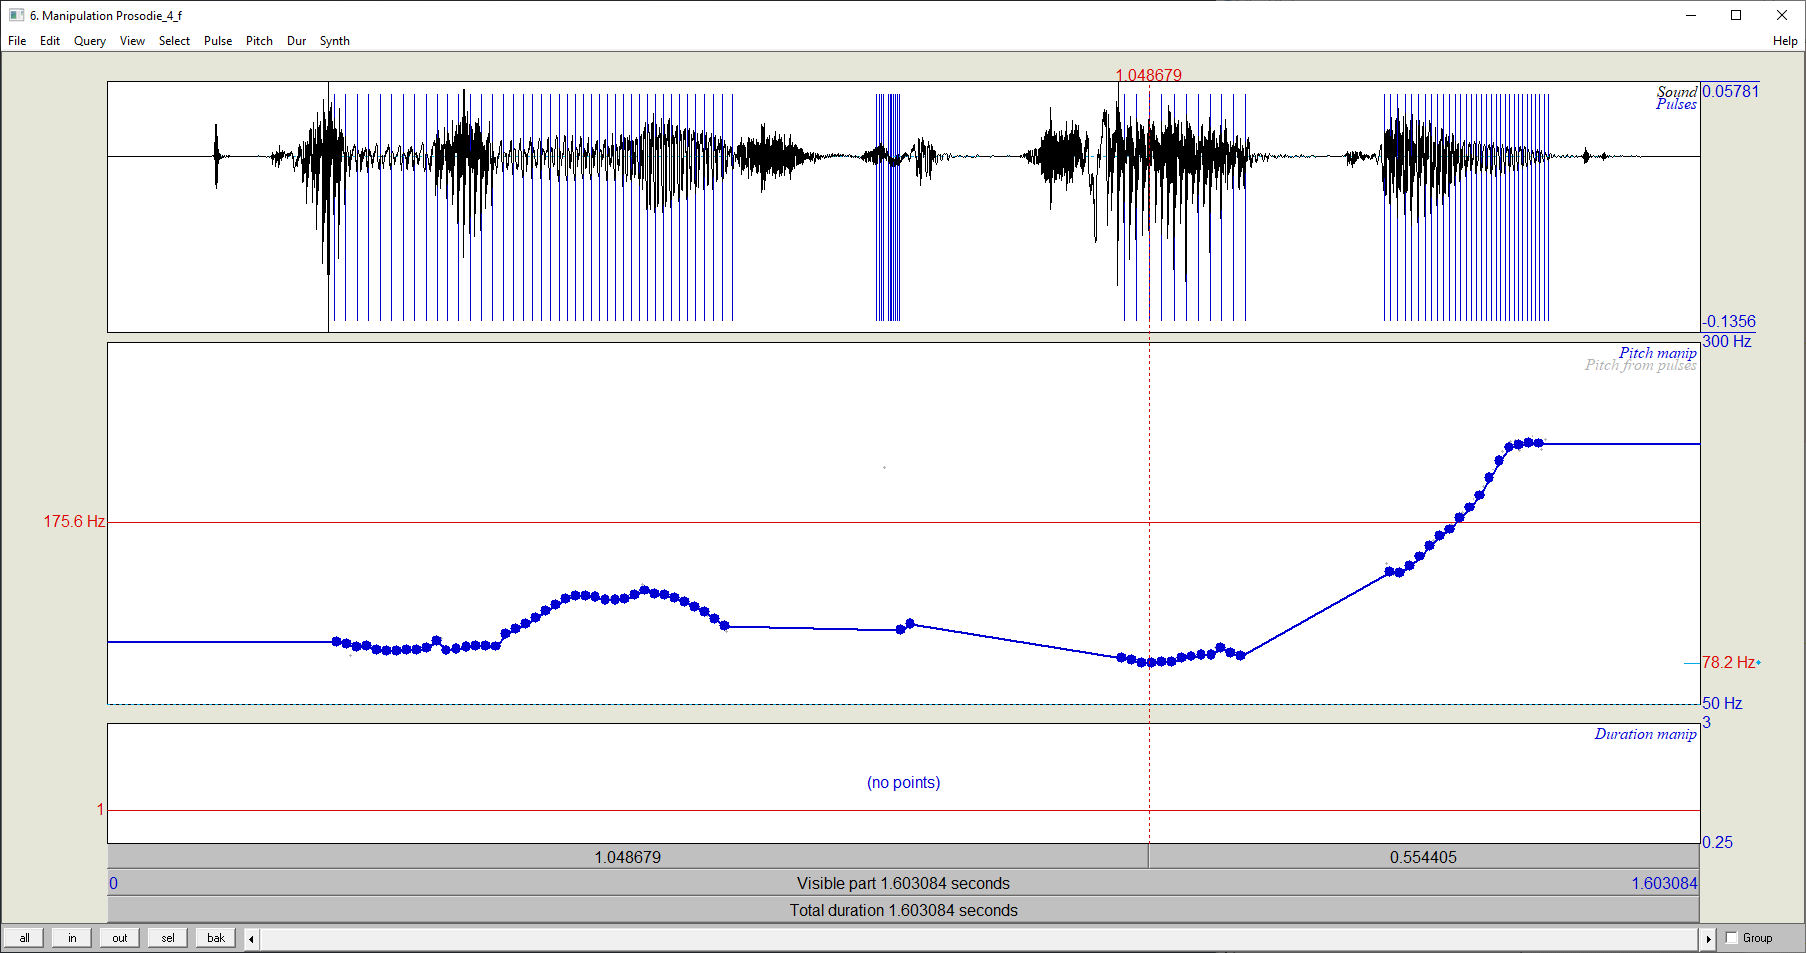 6. Manipulation Prosodie_4_f
File Edit Query View Select Pulse Pitch Dur Synth Help
1.048679
Sound 0.05781
Pulses
-0.1356
300 Hz
Pitch manip
Pitch from pulses
175.6 Hz
78.2 Hz
50 Hz
3
Duration manip
(no points)
1
0.25
1.048679 0.554405
0 Visible part 1.603084 seconds 1.603084
Total duration 1.603084 seconds
all in out sel bak Group